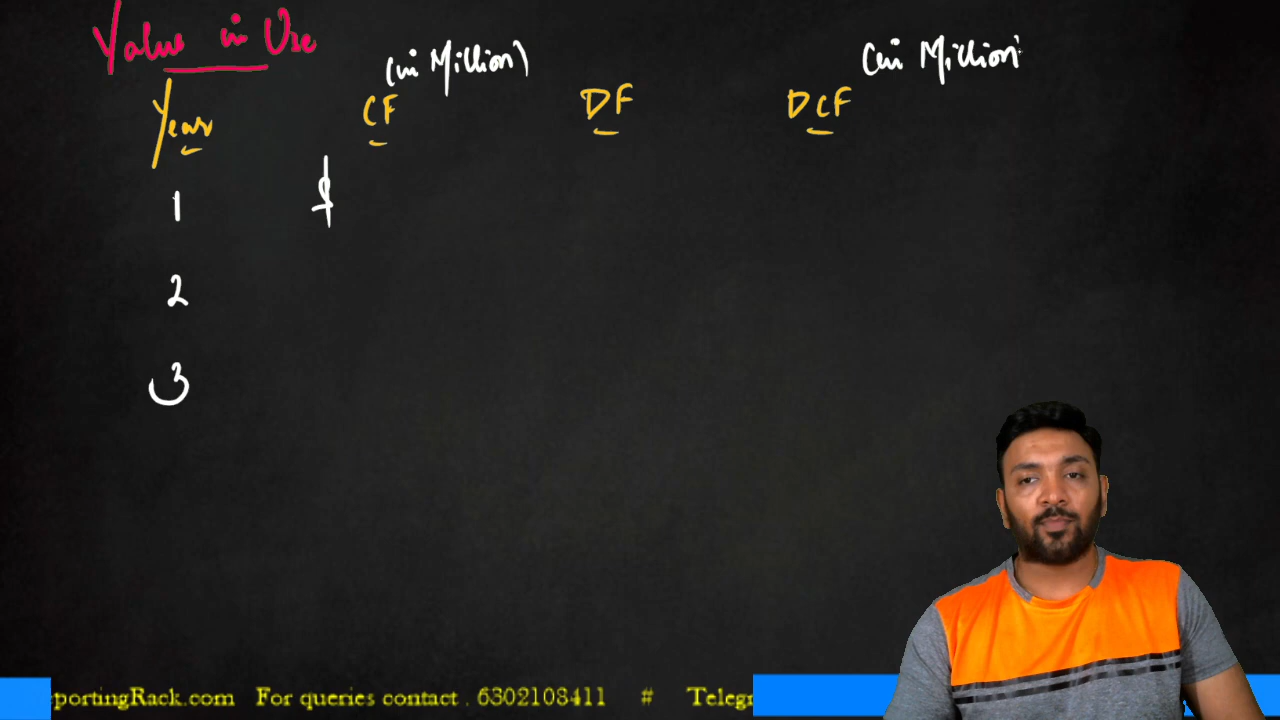 Value in Use
(in Million) (in Million)
Year CF DF DCF
1 $
2
3
portingRack.com For queries contact . 6302108411 # Telegr